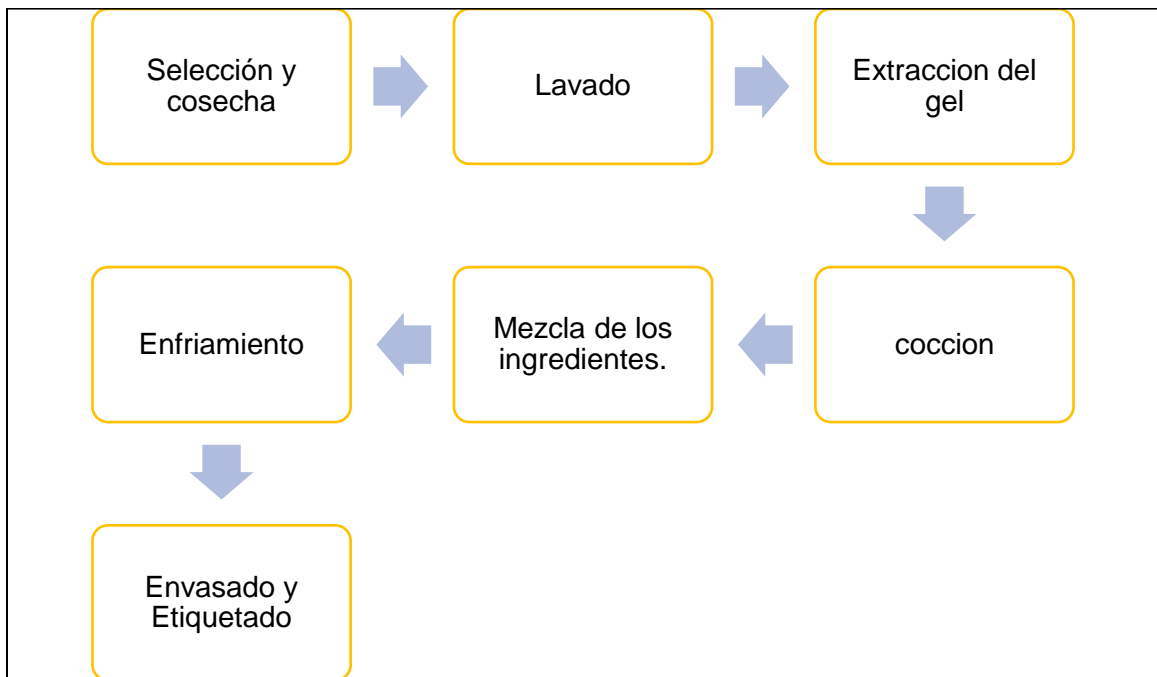 Selección y
cosecha
Lavado
Extraccion del
gel
coccion
Mezcla de los
ingredientes.
Enfriamiento
Envasado y
Etiquetado